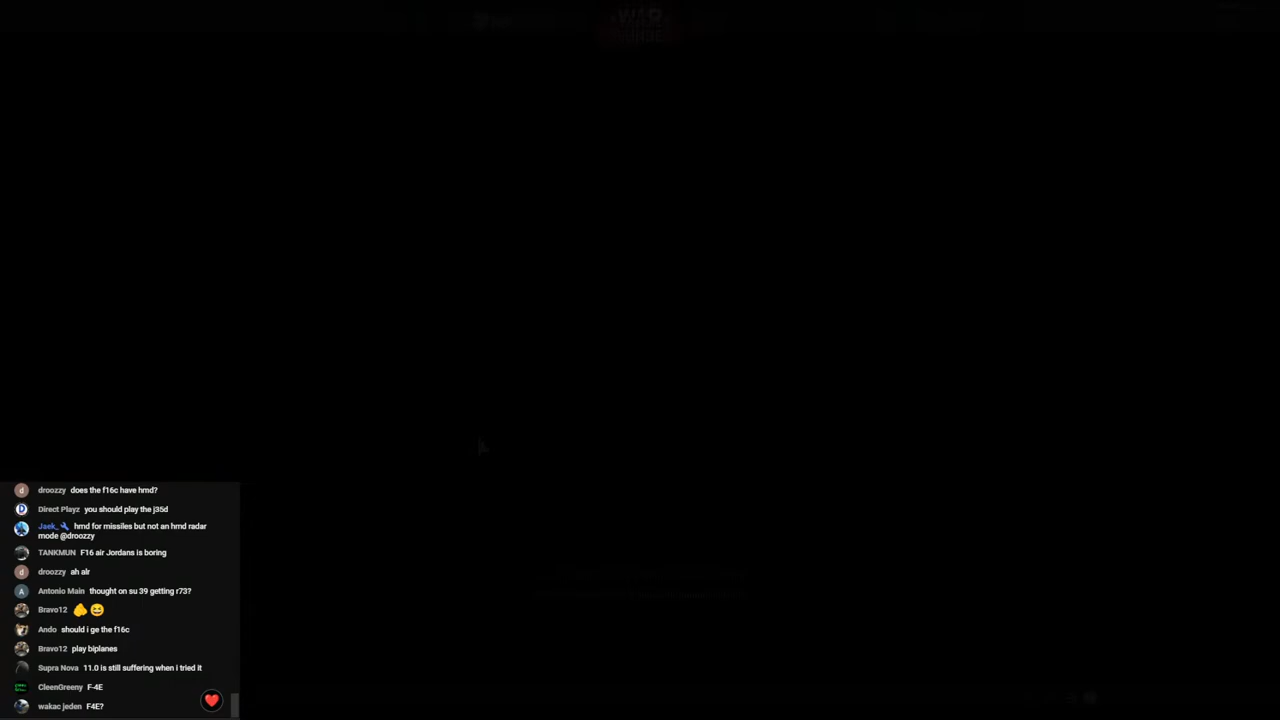 WAR
droozzy does the f16c have hmd?
Direct Playz you should play the j35d
Jaek_ hmd for missiles but not an hmd radar
mode @droozzy
TANKMUN F16 air Jordans is boring
droozzy ah alr
A Antonio Main thought on su 39 getting r73?
Bravo12
Ando should i ge the f16c
Bravo12 play biplanes
Supra Nova 11.0 is still suffering when i tried it
CleenGreeny F-4E
wakac jeden F4E?